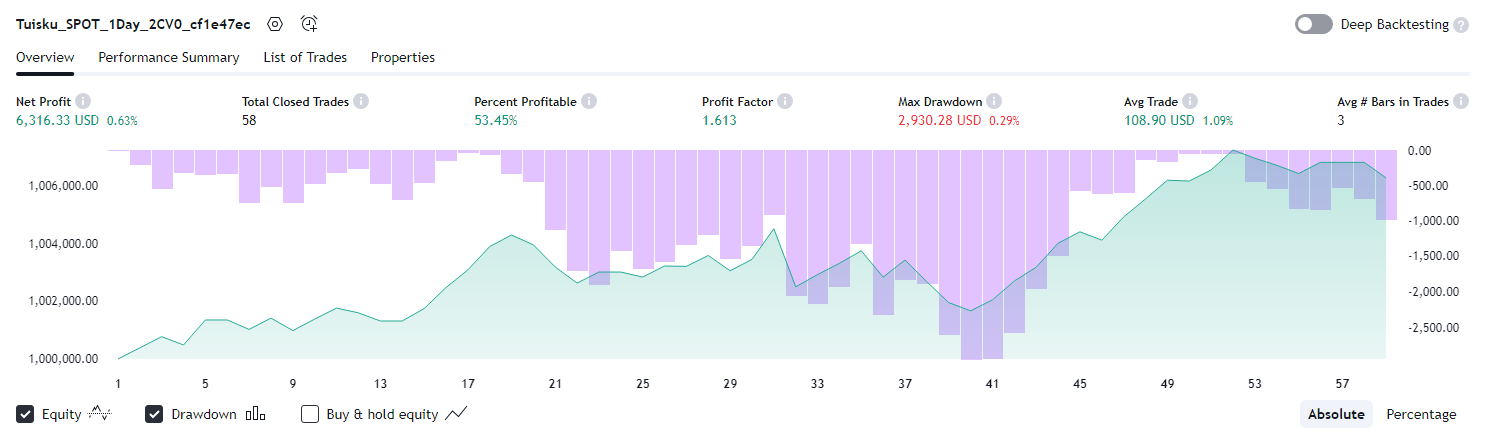 Tuisku_SPOT_1Day_2CV0_cf1e47ec Deep Backtesting ?
Overview Performance Summary List of Trades Properties
Net Profit i Total Closed Trades i Percent Profitable i Profit Factor i Max Drawdown i Avg Trade i Avg # Bars in Trades i
6,316.33 USD 0.63% 58 53.45% 1.613 2,930.28 USD 0.29% 108.90 USD 1.09% 3
0.00
1,006,000.00 -500.00
-1,000.00
1,004,000.00
-1,500.00
1,002,000.00 -2,000.00
-2,500.00
1,000,000.00
1 5 9 13 17 21 25 29 33 37 41 45 49 53 57
Equity Drawdown Buy & hold equity Absolute Percentage